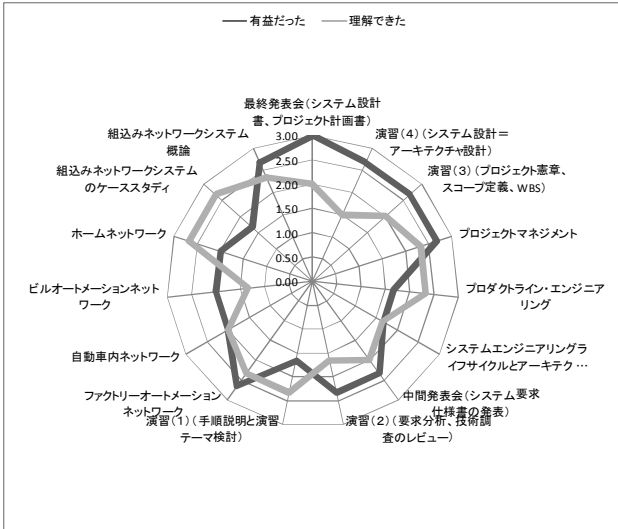 有益だった 理解できた
最終発表会(システム設計
書、プロジェクト計画書)
演習(4)(システム設計=
アーキテクチャ設計)
演習(3)(プロジェクト憲章、
スコープ定義、WBS)
プロジェクトマネジメント
プロダクトライン・エンジニア
リング
システムエンジニアリングラ
イフサイクルとアーキテク …
中間発表会(システム要求
仕様書の発表)
演習(2)(要求分析、技術調
査のレビュー)
演習(1)(手順説明と演習
テーマ検討)
ファクトリーオートメーション
ネットワーク
自動車内ネットワーク
ビルオートメーションネット
ワーク
ホームネットワーク
組込みネットワークシステム
のケーススタディ
組込みネットワークシステム
概論
3.00
2.50
2.00
1.50
1.00
0.50
0.00